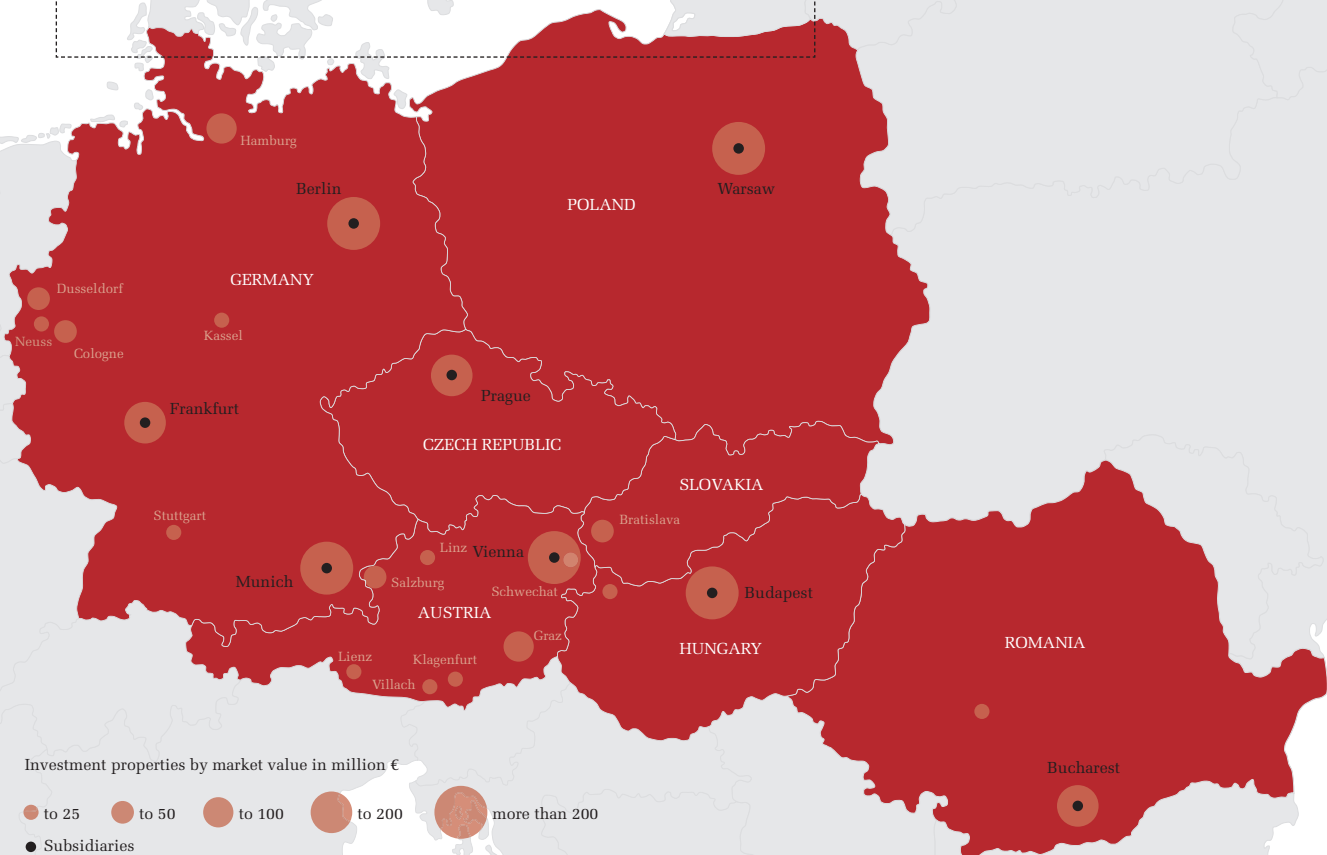 Hamburg
Berlin
Warsaw
POLAND
GERMANY
Dusseldorf
Neuss
Cologne
Kassel
Prague
Frankfurt
CZECH REPUBLIC
SLOVAKIA
Stuttgart
Bratislava
Linz
Vienna
Munich
Salzburg
Schwechat
Budapest
AUSTRIA
Graz
HUNGARY
ROMANIA
Lienz
Klagenfurt
Villach
Bucharest
Investment properties by market value in million €
to 25
to 50
to 100
to 200
more than 200
Subsidiaries